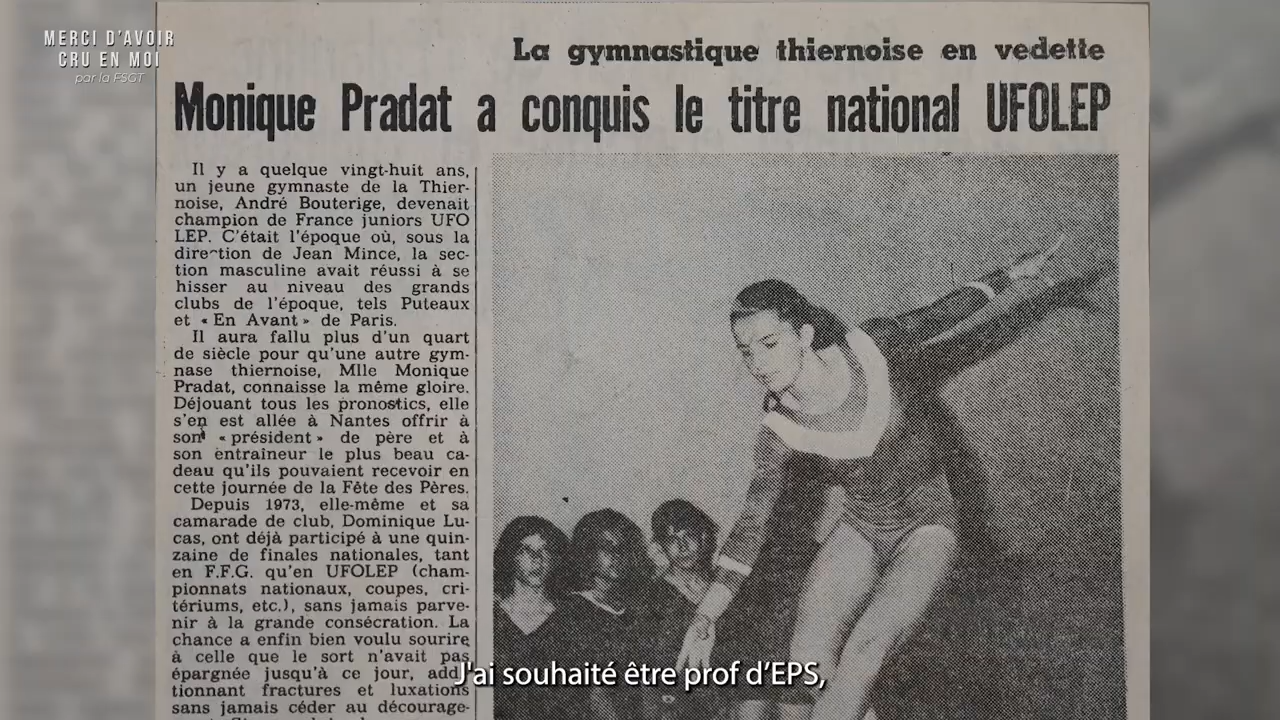 MERCI D'AVOIR
CRU EN MOI
par la FSGT
La gymnastique thiernoise en vedette
Monique Pradat a conquis le titre national UFOLEP
Il y a quelque vingt-huit ans,
un jeune gymnaste de la Thier-
noise, André Bouterige, devenait
champion de France juniors UFO
LEP. C'était l'époque où, sous la
direction de Jean Mince, la sec-
tion masculine avait réussi à se
hisser au niveau des grands
clubs de l'époque, tels Puteaux
et « En Avant » de Paris.
Il aura fallu plus d'un quart
de siècle pour qu'une autre gym-
nase thiernoise, Mlle Monique
Pradat, connaisse la même gloire.
Déjouant tous les pronostics, elle
s'en est allée à Nantes offrir à
son « président » de père et à
son entraîneur le plus beau ca-
deau qu'ils pouvaient recevoir en
cette journée de la Fête des Pères.
Depuis 1973, elle-même et sa
camarade de club, Dominique Lu-
cas, ont déjà participé à une quin-
zaine de finales nationales, tant
en F.F.G. qu'en UFOLEP (cham-
pionnats nationaux, coupes, cri-
tériums, etc.), sans jamais parve-
nir à la grande consécration. La
chance a enfin bien voulu sourire
à celle que le sort n'avait pas
épargnée jusqu'à ce jour, addi
tionnant fractures et luxations
sans jamais céder au décourage-
J'ai souhaité être prof d'EPS,